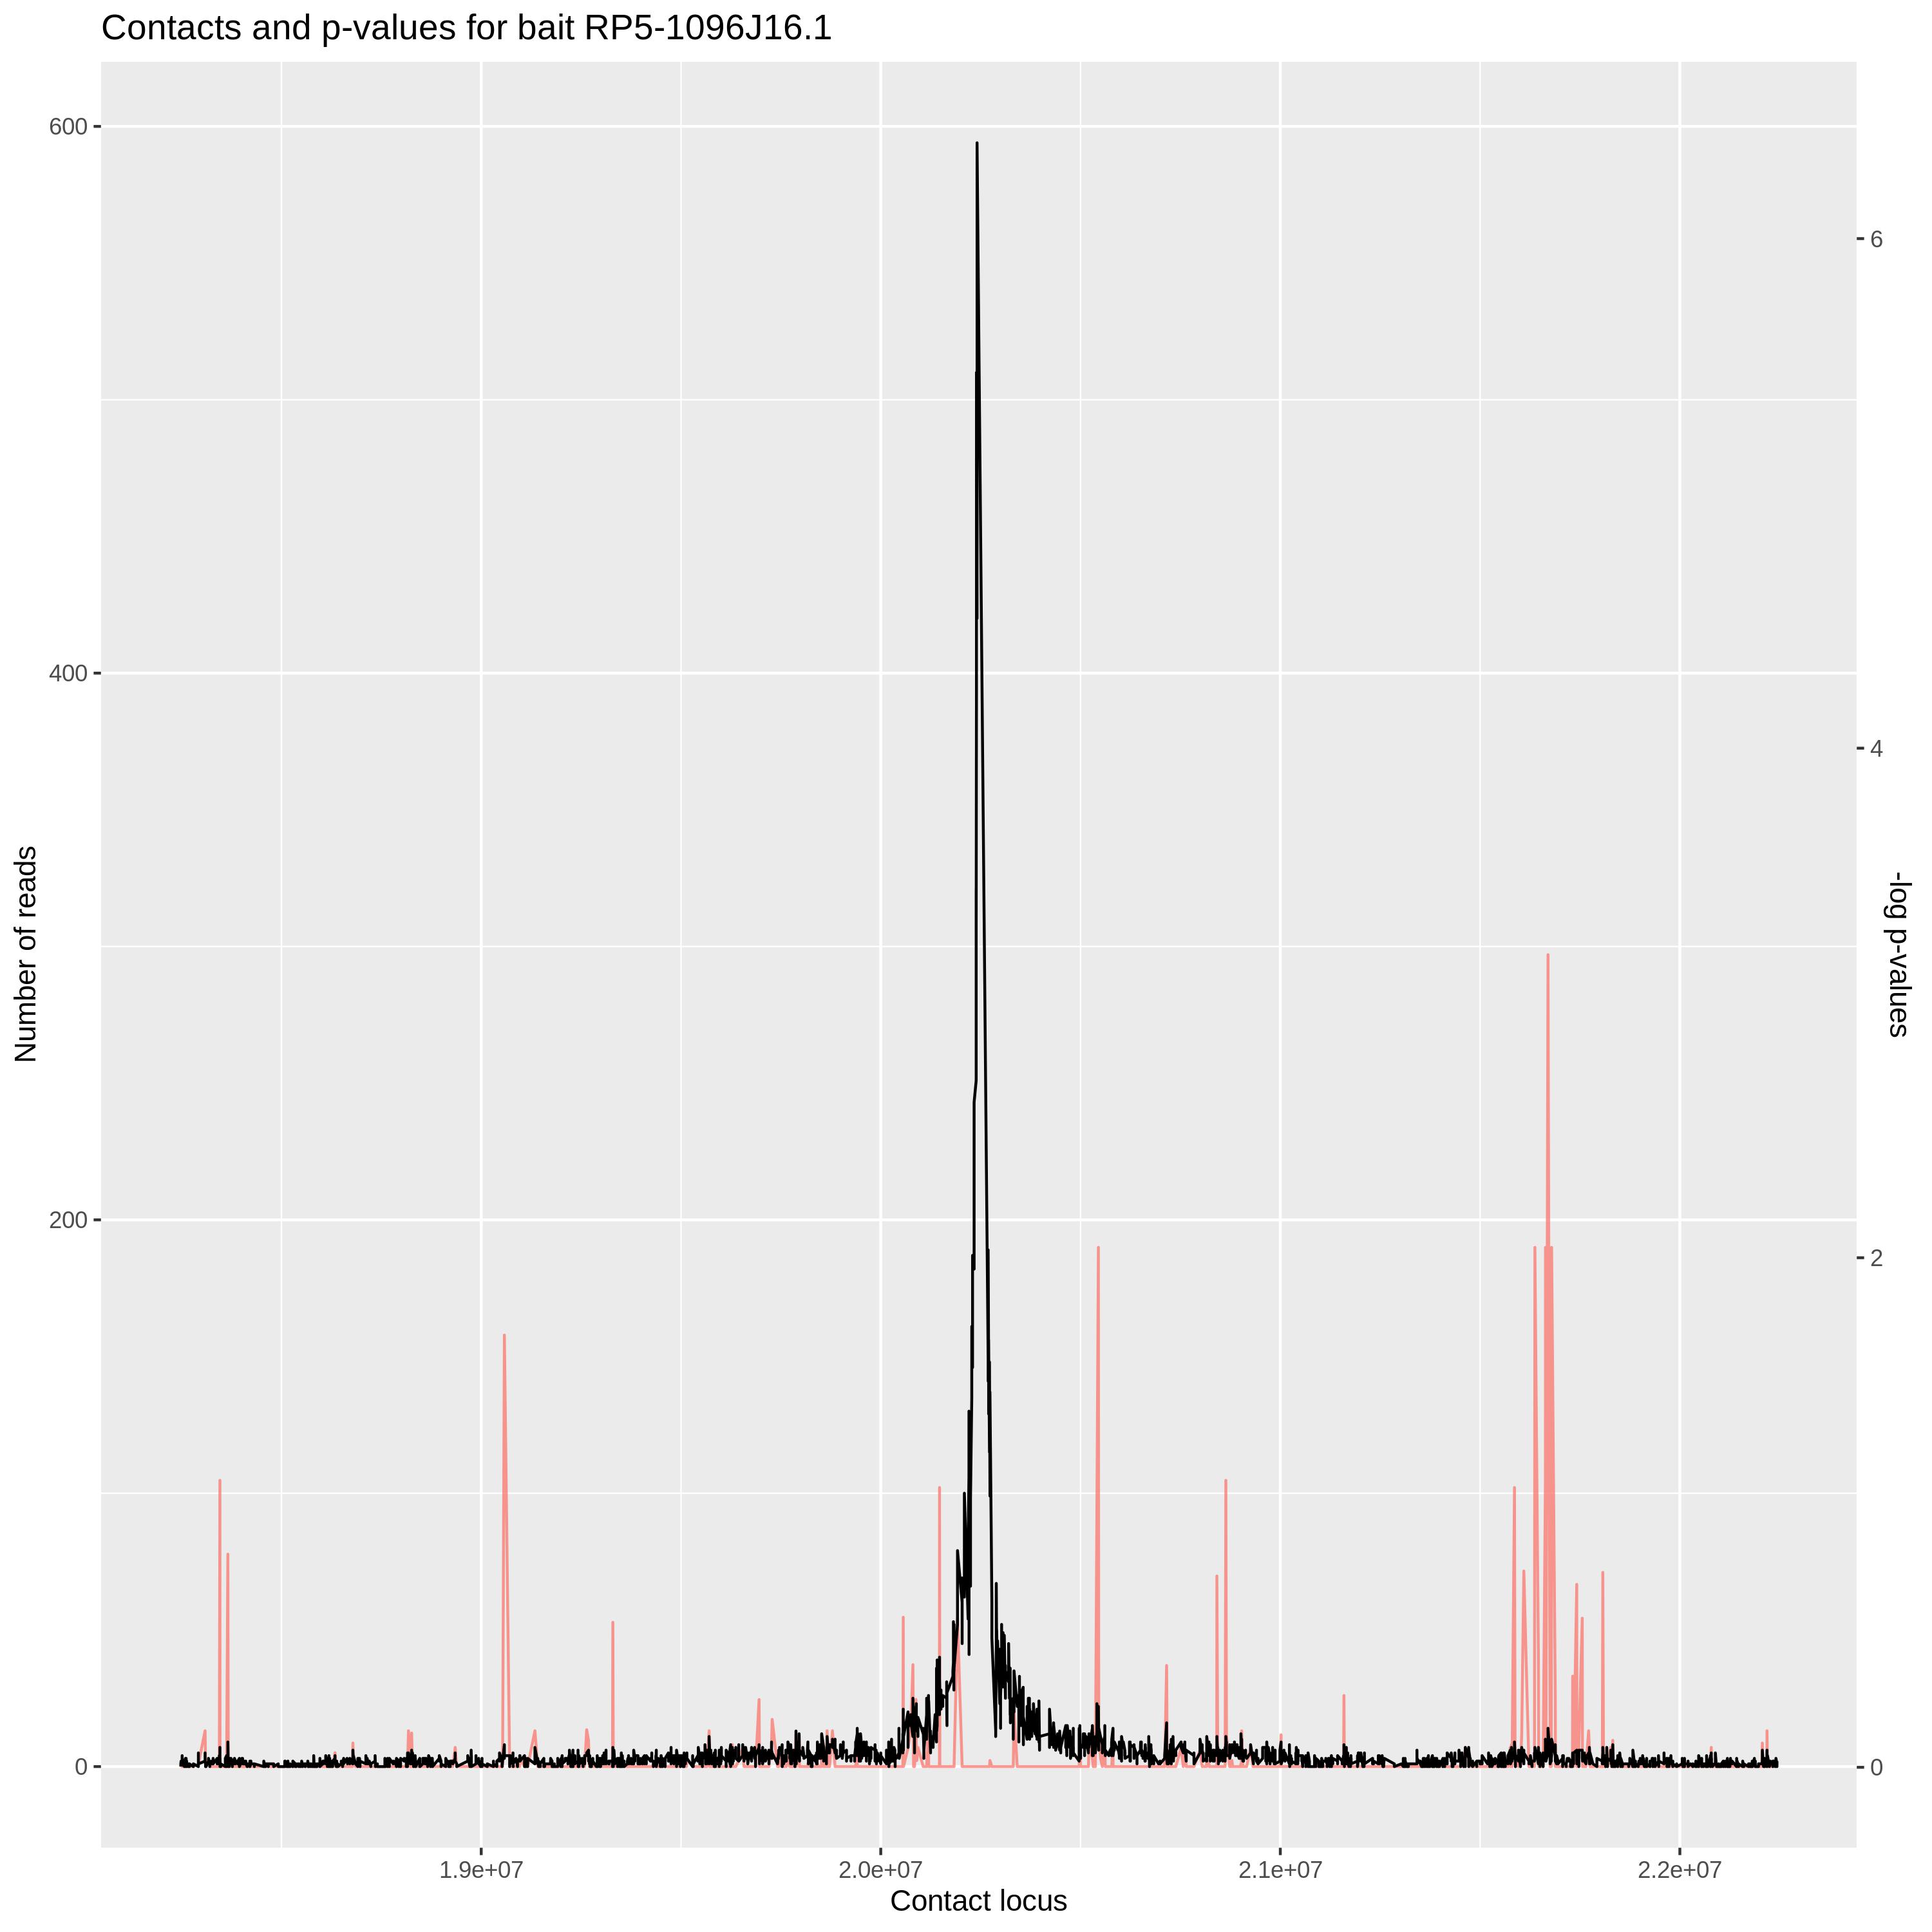 Contacts and p-values for bait RP5-1096J16.1
600
400
200
0
6
4
2
0
Number of reads
-log p-values
1.9e+07
2.0e+07
2.1e+07
2.2e+07
Contact locus